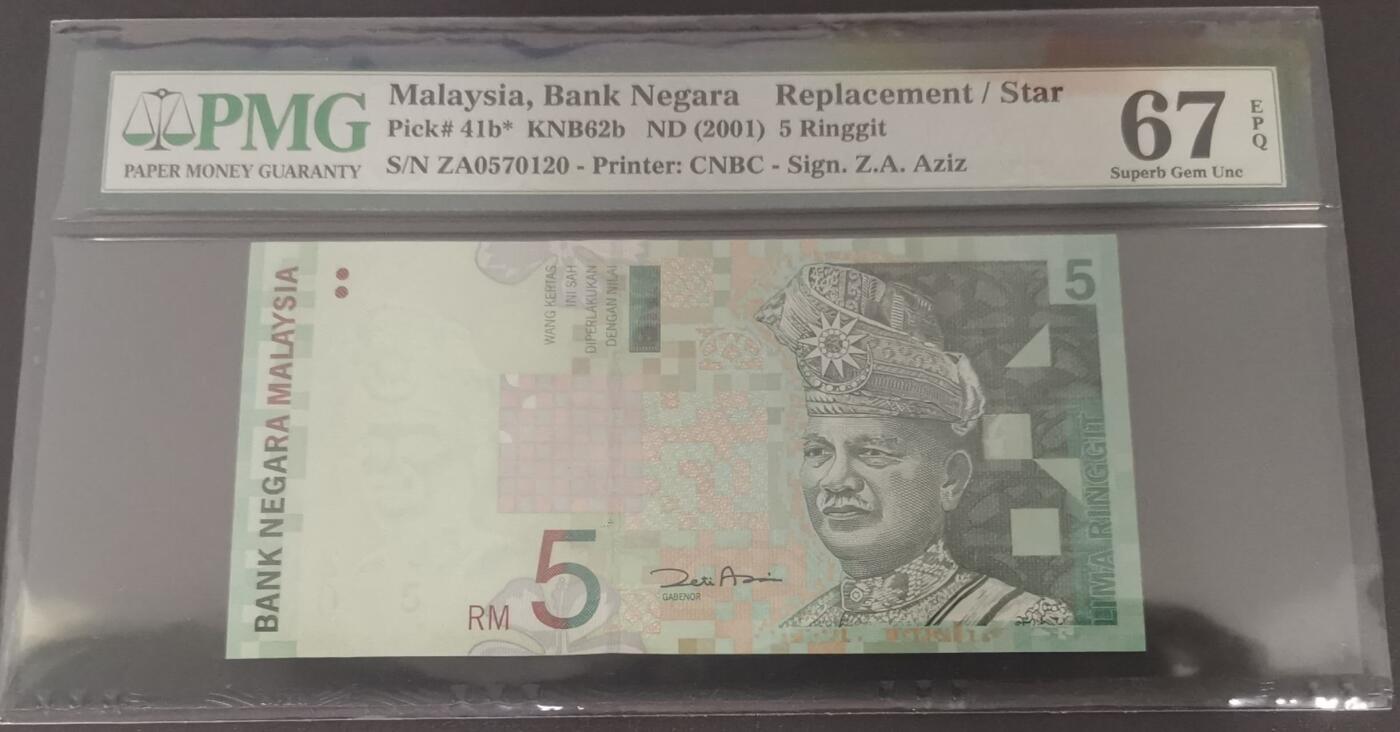 PMG
PAPER MONEY GUARANTY
Malaysia, Bank Negara Replacement / Star
Pick# 41b* KNB62b ND (2001) 5 Ringgit
S/N ZA0570120 - Printer: CNBC - Sign. Z.A. Aziz
67
EPQ
Superb Gem Unc
BANK NEGARA MALAYSIA
WANG KERTAS
INI SAH
DIPERLAKUKAN
DENGAN NILAI
5
LIMA RINGGIT
RM 5
Zeti Aziz
GABENOR